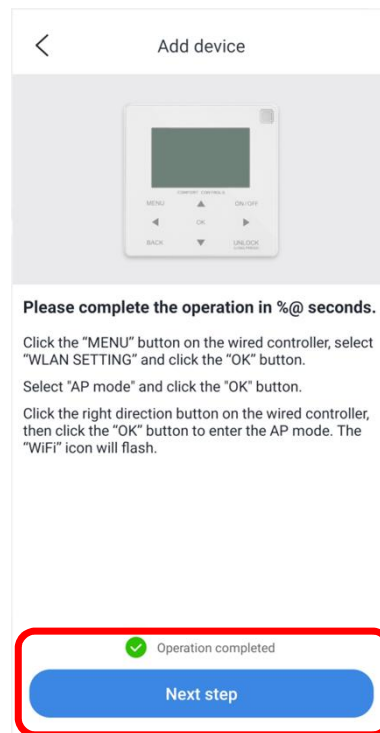 Add device
COMFORT CONTROLS
MENU
ON/OFF
OK
BACK
UNLOCK
Please complete the operation in %@ seconds.
Click the “MENU” button on the wired controller, select
“WLAN SETTING” and click the “OK” button.
Select "AP mode" and click the "OK" button.
Click the right direction button on the wired controller,
then click the “OK” button to enter the AP mode. The
“WiFi” icon will flash.
Operation completed
Next step